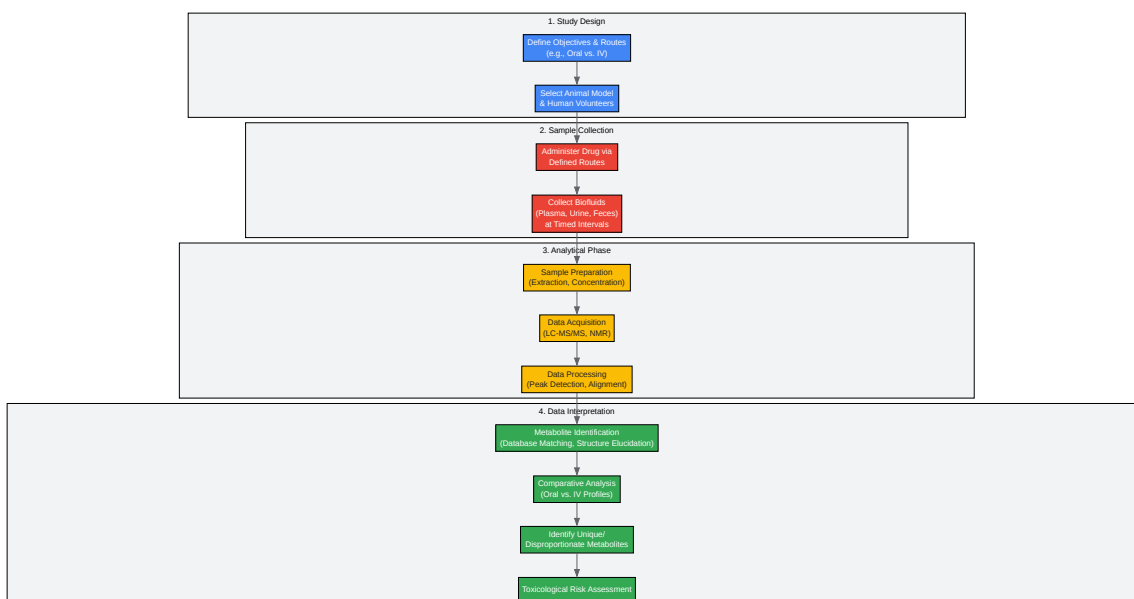 1. Study Design
Define Objectives & Routes
(e.g., Oral vs. IV)
Select Animal Model
& Human Volunteers
2. Sample Collection
Administer Drug via
Defined Routes
Collect Biofluids
(Plasma, Urine, Feces)
at Timed Intervals
3. Analytical Phase
Sample Preparation
(Extraction, Concentration)
Data Acquisition
(LC-MS/MS, NMR)
Data Processing
(Peak Detection, Alignment)
4. Data Interpretation
Metabolite Identification
(Database Matching, Structure Elucidation)
Comparative Analysis
(Oral vs. IV Profiles)
Identify Unique/
Disproportionate Metabolites
Toxicological Risk Assessment